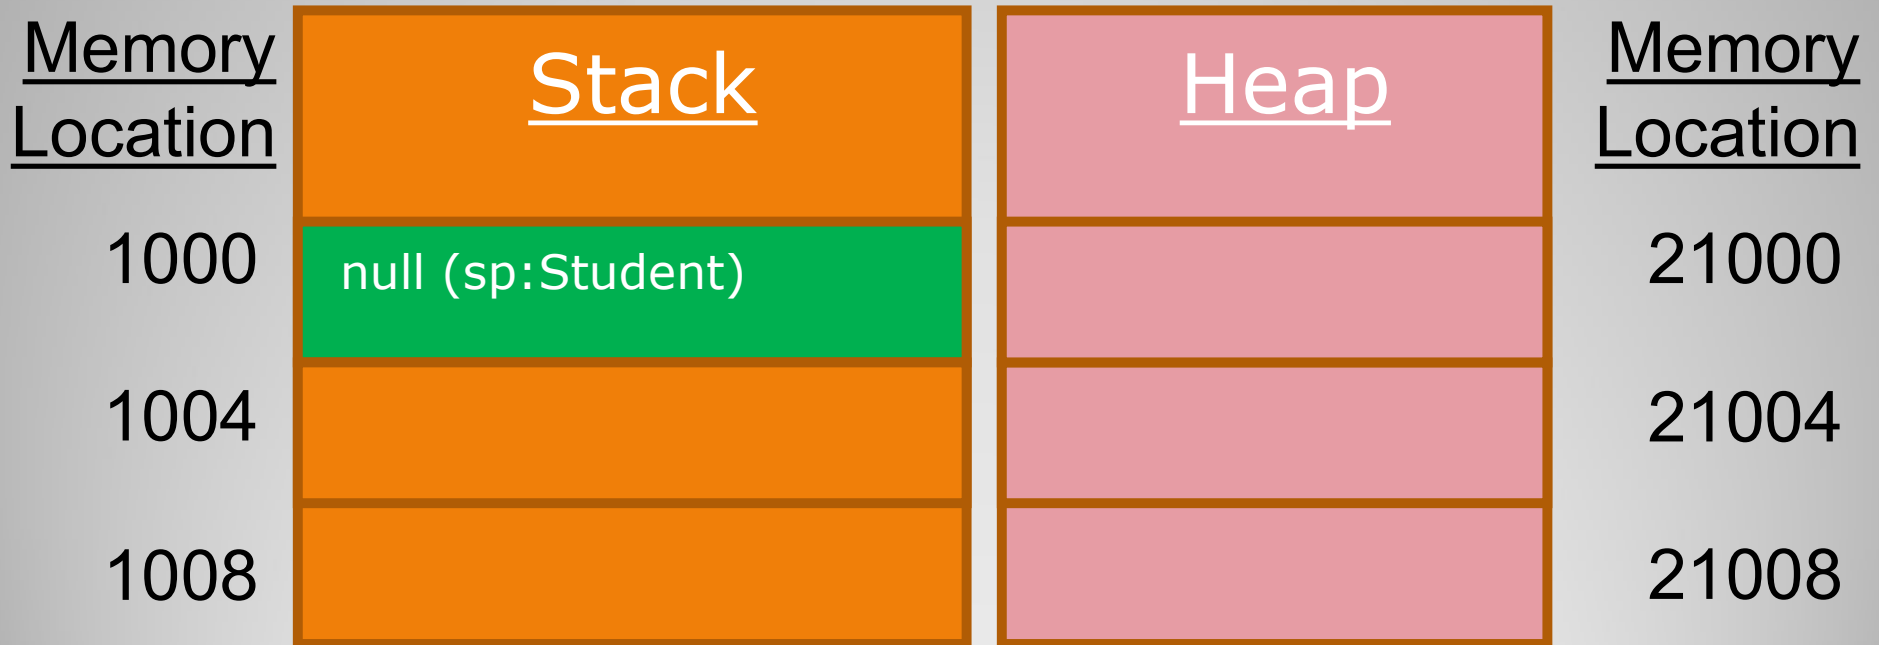 Memory
Location
Stack
Heap
Memory
Location
1000
null (sp:Student)
21000
1004
21004
1008
21008